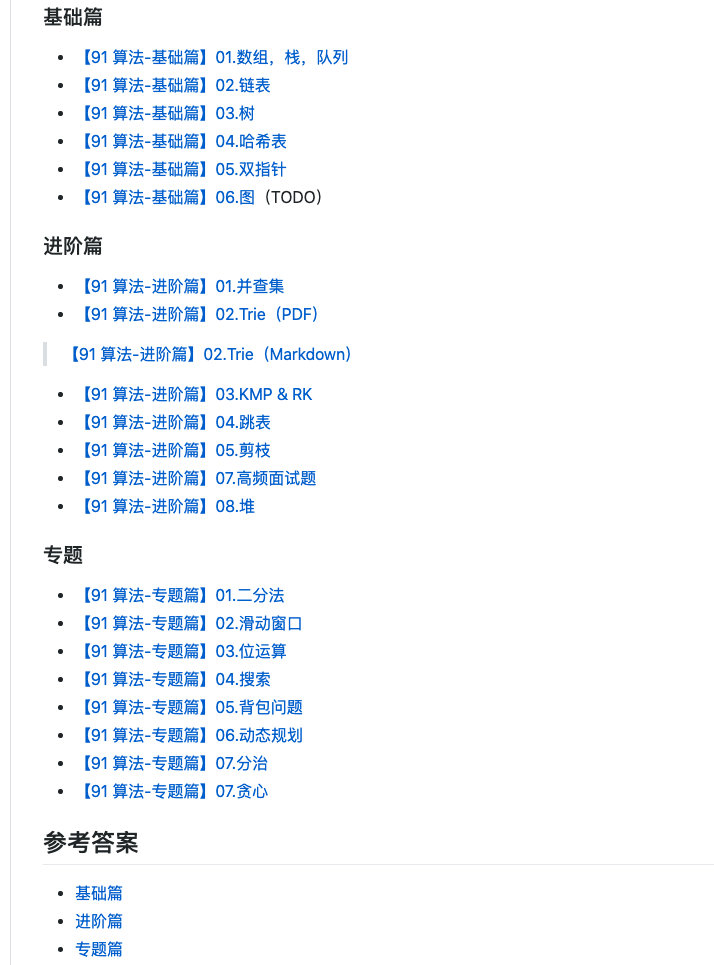 基础篇
【91 算法-基础篇】01.数组，栈，队列
【91 算法-基础篇】02.链表
【91 算法-基础篇】03.树
【91 算法-基础篇】04.哈希表
【91 算法-基础篇】05.双指针
【91 算法-基础篇】06.图（TODO）
进阶篇
【91 算法-进阶篇】01.并查集
【91 算法-进阶篇】02.Trie（PDF）
【91 算法-进阶篇】02.Trie（Markdown）
【91 算法-进阶篇】03.KMP & RK
【91 算法-进阶篇】04.跳表
【91 算法-进阶篇】05.剪枝
【91 算法-进阶篇】07.高频面试题
【91 算法-进阶篇】08.堆
专题
【91 算法-专题篇】01.二分法
【91 算法-专题篇】02.滑动窗口
【91 算法-专题篇】03.位运算
【91 算法-专题篇】04.搜索
【91 算法-专题篇】05.背包问题
【91 算法-专题篇】06.动态规划
【91 算法-专题篇】07.分治
【91 算法-专题篇】07.贪心
参考答案
基础篇
进阶篇
专题篇